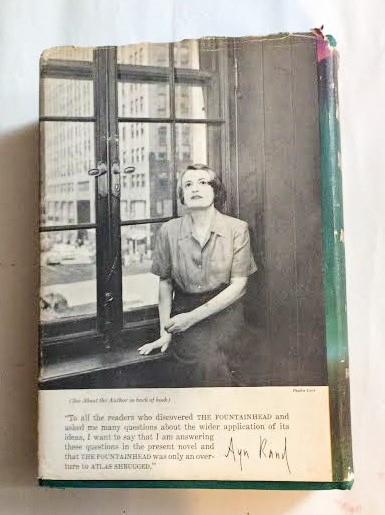 (See About the Author in back of book)
"To all the readers who discovered THE FOUNTAINHEAD and
asked me many questions about the wider application of its
ideas, I want to say that I am answering
these questions in the present novel and
that THE FOUNTAINHEAD was only an over-
ture to ATLAS SHRUGGED."
Ayn Rand